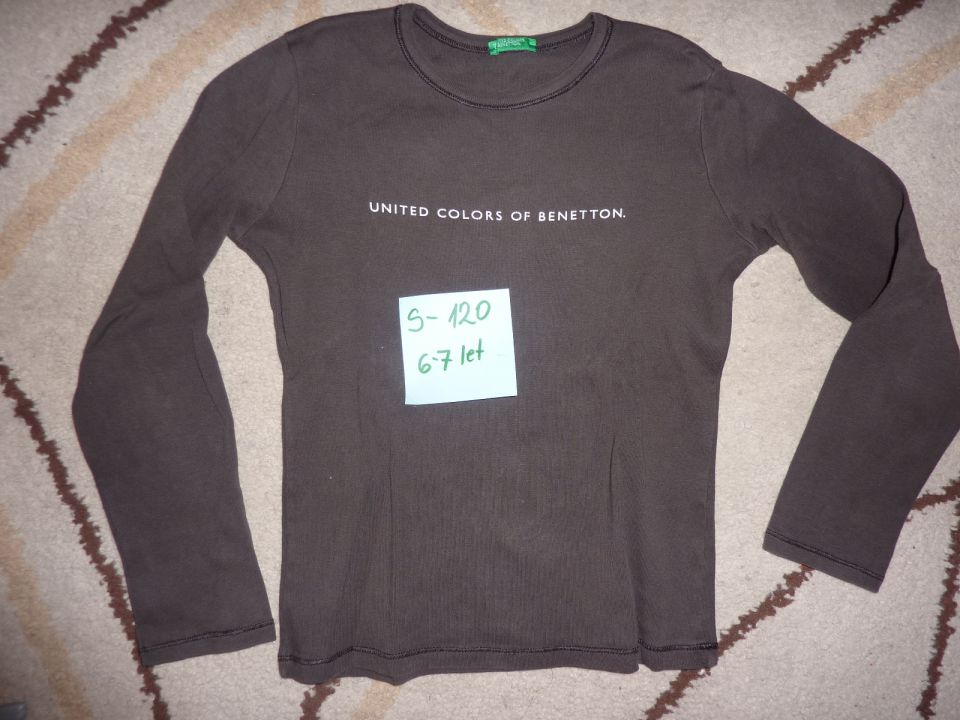 UNITED COLORS OF BENETTON.
S- 120
6-7 let